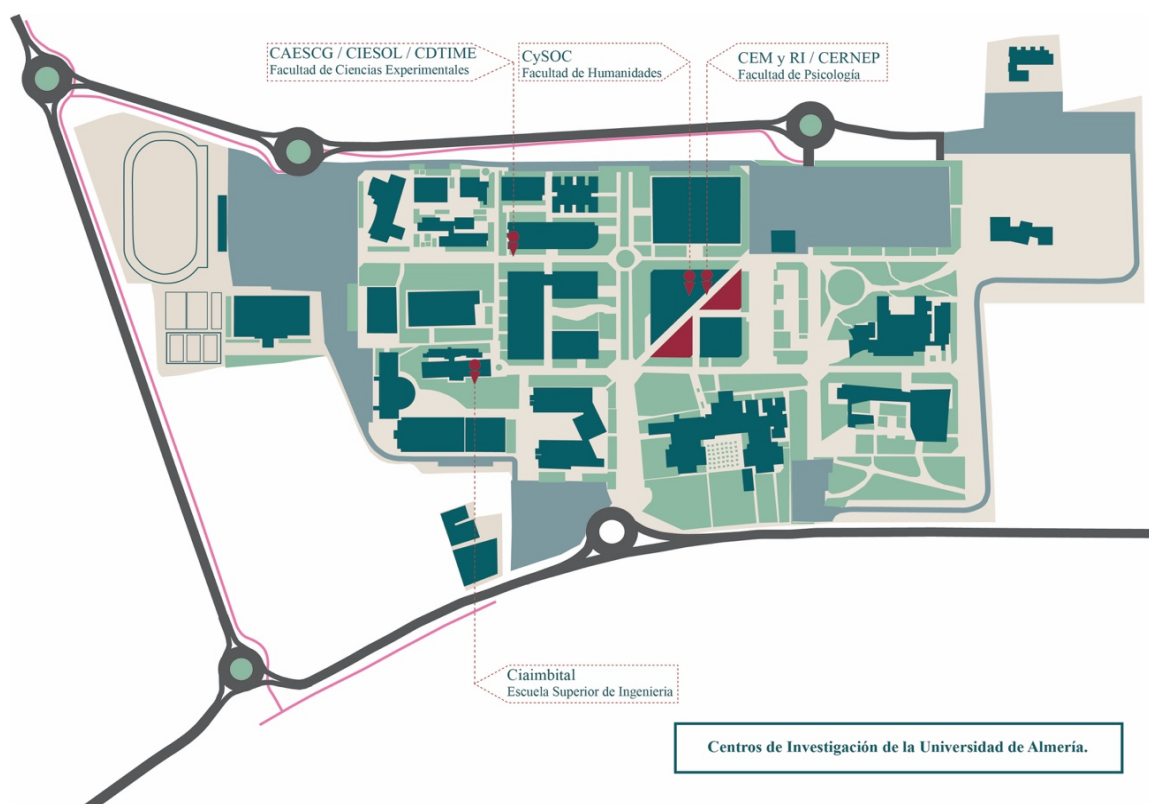 CAESCG / CIESOL / CDTIME
Facultad de Ciencias Experimentales
CySOC
Facultad de Humanidades
CEM y RI / CERNEP
Facultad de Psicología
Ciaimbital
Escuela Superior de Ingenieria
Centros de Investigación de la Universidad de Almería.